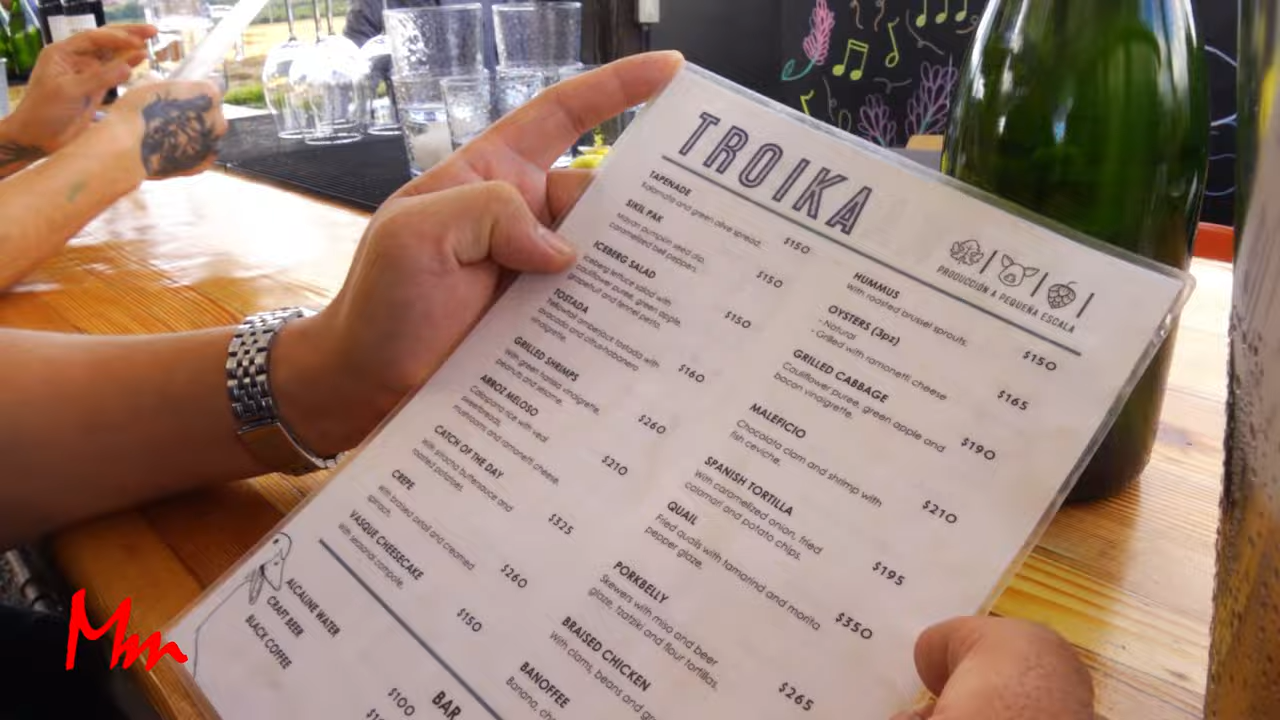 TROIKA
PRODUCCIÓN A PEQUEÑA ESCALA
TAPENADE
Kalamata and green olive spread.
$150
SIKIL PAK
Mayan pumpkin seed dip,
caramelized bell peppers.
$150
ICEBERG SALAD
Iceberg lettuce salad with
cauliflower puree, green apple,
grapefruit and fennel pesto.
$150
TOSTADA
Yellowtail amberjack tostada with
avocado and citrus-habanero
vinaigrette.
$160
GRILLED SHRIMPS
With green harissa vinaigrette,
peanuts and sesame.
$260
ARROZ MELOSO
Calasparra rice with veal
sweetbreads,
mushrooms and ramonetti cheese.
$210
CATCH OF THE DAY
With siracha buttersauce and
roasted potatoes.
$325
CREPE
With braised oxtail and creamed
spinach.
$260
VASQUE CHEESECAKE
With seasonal compote.
$150
HUMMUS
With roasted brussel sprouts.
$150
OYSTERS (3pz)
- Natural
- Grilled with ramonetti cheese
$165
GRILLED CABBAGE
Cauliflower puree, green apple and
bacon vinaigrette.
$190
MALEFICIO
Chocolata clam and shrimp with
fish ceviche.
$210
SPANISH TORTILLA
With caramelized onion, fried
calamari and potato chips.
$195
QUAIL
Fried quails with tamarind and morita
pepper glaze.
$350
PORKBELLY
Skewers with miso and beer
glaze, tzatziki and flour tortillas.
$265
BRAISED CHICKEN
With clams, beans and
BANOFFEE
Banana,
BAR
ALCALINE WATER
CRAFT BEER
BLACK COFFEE
$100
Mm